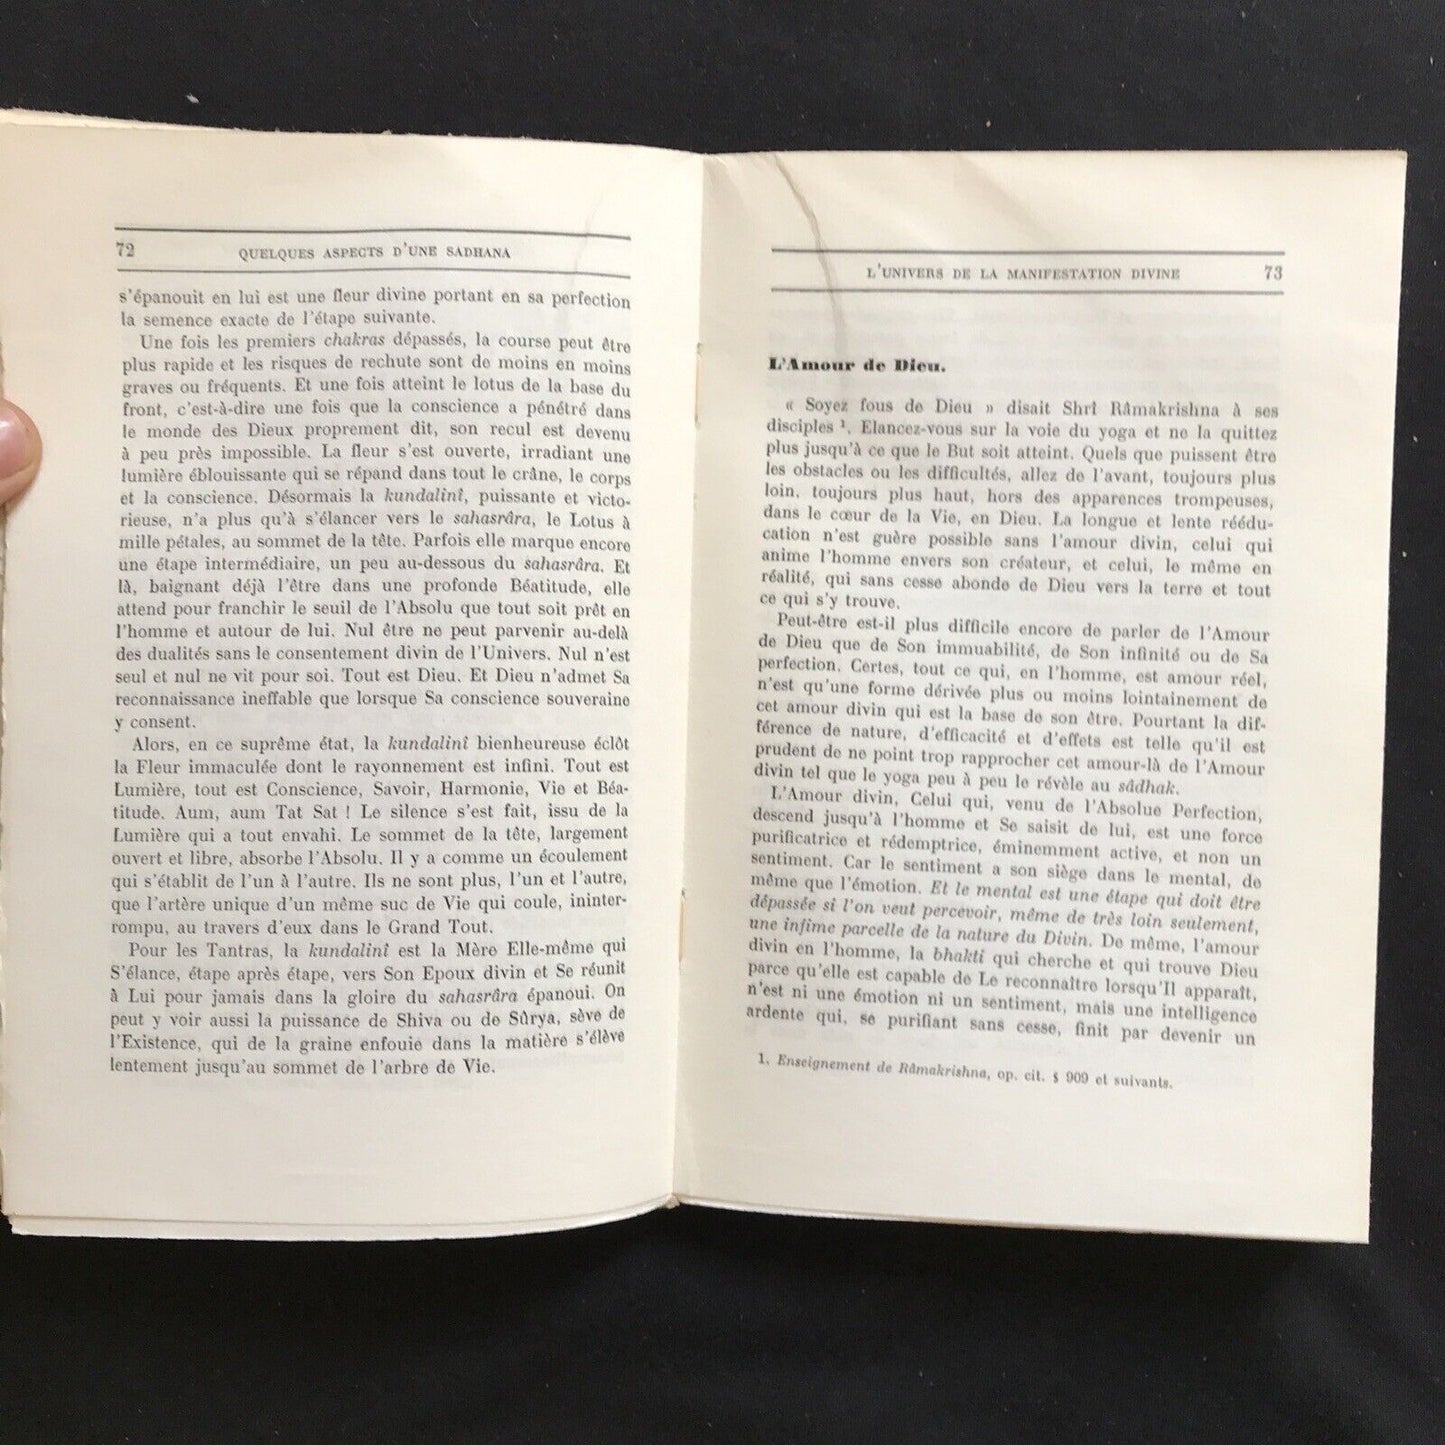 72 QUELQUES ASPECTS D'UNE SADHANA
s'épanouit en lui est une fleur divine portant en sa perfection
la semence exacte de l'étape suivante.
Une fois les premiers chakras dépassés, la course peut être
plus rapide et les risques de rechute sont de moins en moins
graves ou fréquents. Et une fois atteint le lotus de la base du
front, c'est-à-dire une fois que la conscience a pénétré dans
le monde des Dieux proprement dit, son recul est devenu
à peu près impossible. La fleur s'est ouverte, irradiant une
lumière éblouissante qui se répand dans tout le crâne, le corps
et la conscience. Désormais la kundalinî, puissante et victo-
rieuse, n'a plus qu'à s'élancer vers le sahasrâra, le Lotus à
mille pétales, au sommet de la tête. Parfois elle marque encore
une étape intermédiaire, un peu au-dessous du sahasrâra. Et
là, baignant déjà l'être dans une profonde Béatitude, elle
attend pour franchir le seuil de l'Absolu que tout soit prêt en
l'homme et autour de lui. Nul être ne peut parvenir au-delà
des dualités sans le consentement divin de l'Univers. Nul n'est
seul et nul ne vit pour soi. Tout est Dieu. Et Dieu n'admet Sa
reconnaissance ineffable que lorsque Sa conscience souveraine
y consent.
Alors, en ce suprême état, la kundalinî bienheureuse éclôt
la Fleur immaculée dont le rayonnement est infini. Tout est
Lumière, tout est Conscience, Savoir, Harmonie, Vie et Béa-
titude. Aum, aum Tat Sat ! Le silence s'est fait, issu de la
Lumière qui a tout envahi. Le sommet de la tête, largement
ouvert et libre, absorbe l'Absolu. Il y a comme un écoulement
qui s'établit de l'un à l'autre. Ils ne sont plus, l'un et l'autre,
que l'artère unique d'un même suc de Vie qui coule, ininter-
rompu, au travers d'eux dans le Grand Tout.
Pour les Tantras, la kundalinî est la Mère Elle-même qui
S'élance, étape après étape, vers Son Epoux divin et Se réunit
à Lui pour jamais dans la gloire du sahasrâra épanoui. On
peut y voir aussi la puissance de Shiva ou de Sûrya, sève de
l'Existence, qui de la graine enfouie dans la matière s'élève
lentement jusqu'au sommet de l'arbre de Vie.
L'UNIVERS DE LA MANIFESTATION DIVINE 73
L'Amour de Dieu.
« Soyez fous de Dieu » disait Shrî Râmakrishna à ses
disciples ¹. Elancez-vous sur la voie du yoga et ne la quittez
plus jusqu'à ce que le But soit atteint. Quels que puissent être
les obstacles ou les difficultés, allez de l'avant, toujours plus
loin, toujours plus haut, hors des apparences trompeuses,
dans le cœur de la Vie, en Dieu. La longue et lente réédu-
cation n'est guère possible sans l'amour divin, celui qui
anime l'homme envers son créateur, et celui, le même en
réalité, qui sans cesse abonde de Dieu vers la terre et tout
ce qui s'y trouve.
Peut-être est-il plus difficile encore de parler de l'Amour
de Dieu que de Son immuabilité, de Son infinité ou de Sa
perfection. Certes, tout ce qui, en l'homme, est amour réel,
n'est qu'une forme dérivée plus ou moins lointainement de
cet amour divin qui est la base de son être. Pourtant la dif-
férence de nature, d'efficacité et d'effets est telle qu'il est
prudent de ne point trop rapprocher cet amour-là de l'Amour
divin tel que le yoga peu à peu le révèle au sâdhak.
L'Amour divin, Celui qui, venu de l'Absolue Perfection,
descend jusqu'à l'homme et Se saisit de lui, est une force
purificatrice et rédemptrice, éminemment active, et non un
sentiment. Car le sentiment a son siège dans le mental, de
même que l'émotion. Et le mental est une étape qui doit être
dépassée si l'on veut percevoir, même de très loin seulement,
une infime parcelle de la nature du Divin. De même, l'amour
divin en l'homme, la bhakti qui cherche et qui trouve Dieu
parce qu'elle est capable de Le reconnaître lorsqu'Il apparaît,
n'est ni une émotion ni un sentiment, mais une intelligence
ardente qui, se purifiant sans cesse, finit par devenir un
1. Enseignement de Râmakrishna, op. cit. § 909 et suivants.